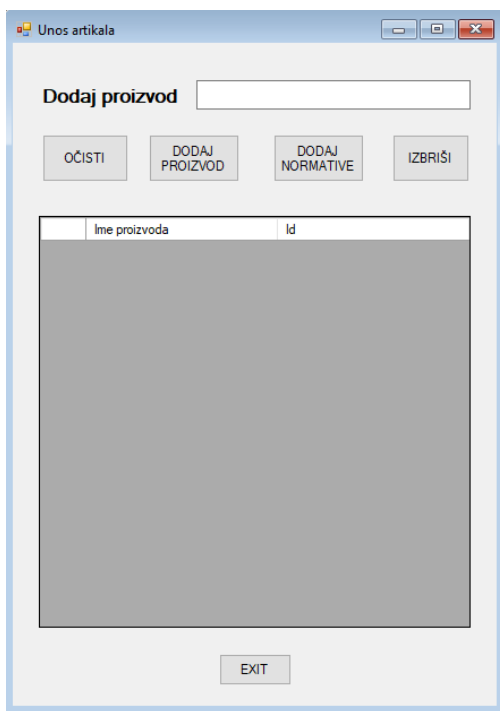 Unos artikala
Dodaj proizvod
OČISTI
DODAJ
PROIZVOD
DODAJ
NORMATIVE
IZBRIŠI
Ime proizvoda Id
EXIT